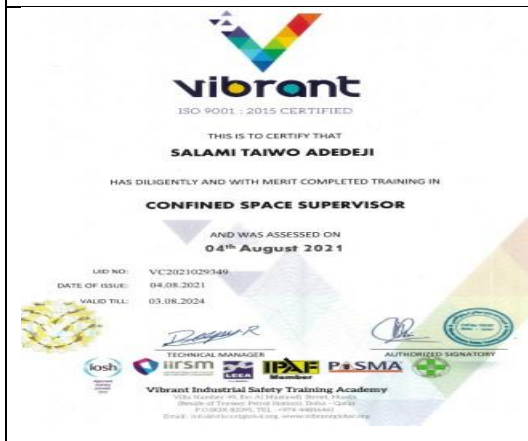 vibrant
ISO 9001 : 2015 CERTIFIED
THIS IS TO CERTIFY THAT
SALAMI TAIWO ADEDEJI
HAS DILIGENTLY AND WITH MERIT COMPLETED TRAINING IN
CONFINED SPACE SUPERVISOR
AND WAS ASSESSED ON
04th August 2021
UID NO: VC2021029349
DATE OF ISSUE: 04.08.2021
VALID TILL: 03.08.2024
TECHNICAL MANAGER
AUTHORIZED SIGNATORY
iosh
iirsm
LEEA
IPAF
Member
PASMA
Vibrant Industrial Safety Training Academy